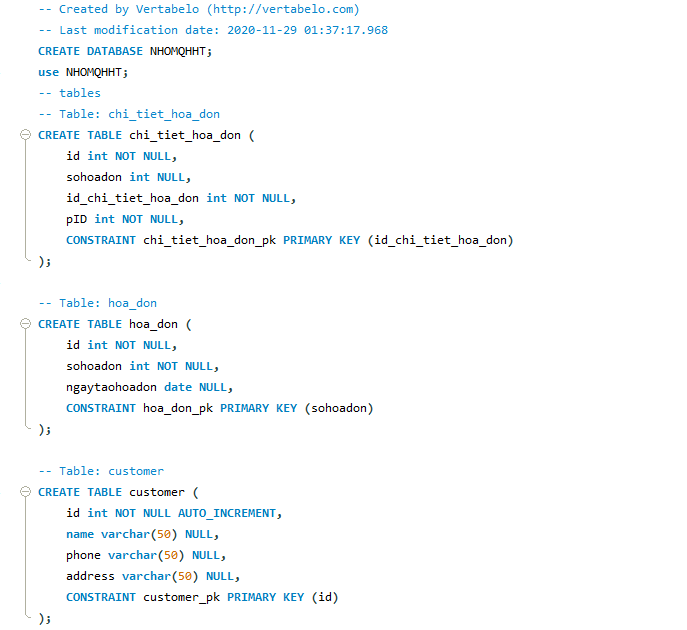 -- Created by Vertabelo (http://vertabelo.com)
-- Last modification date: 2020-11-29 01:37:17.968
CREATE DATABASE NHOMQHHT;
use NHOMQHHT;
-- tables
-- Table: chi_tiet_hoa_don
CREATE TABLE chi_tiet_hoa_don (
    id int NOT NULL,
    sohoadon int NULL,
    id_chi_tiet_hoa_don int NOT NULL,
    pID int NOT NULL,
    CONSTRAINT chi_tiet_hoa_don_pk PRIMARY KEY (id_chi_tiet_hoa_don)
);

-- Table: hoa_don
CREATE TABLE hoa_don (
    id int NOT NULL,
    sohoadon int NOT NULL,
    ngaytaohoadon date NULL,
    CONSTRAINT hoa_don_pk PRIMARY KEY (sohoadon)
);

-- Table: customer
CREATE TABLE customer (
    id int NOT NULL AUTO_INCREMENT,
    name varchar(50) NULL,
    phone varchar(50) NULL,
    address varchar(50) NULL,
    CONSTRAINT customer_pk PRIMARY KEY (id)
);